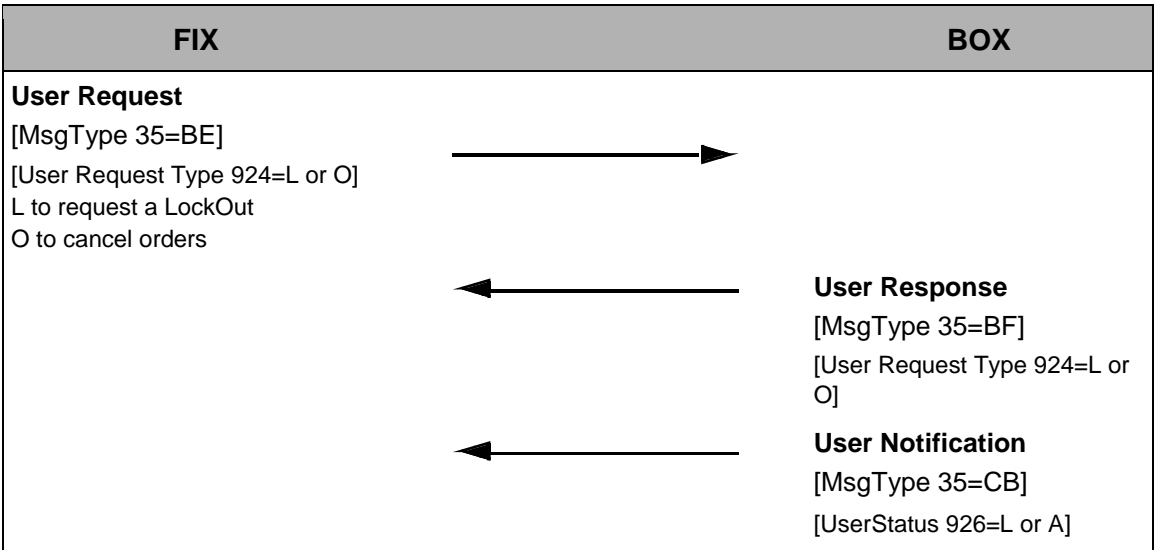 FIX BOX
User Request
[MsgType 35=BE]
[User Request Type 924=L or O]
L to request a LockOut
O to cancel orders
User Response
[MsgType 35=BF]
[User Request Type 924=L or
O]
User Notification
[MsgType 35=CB]
[UserStatus 926=L or A]